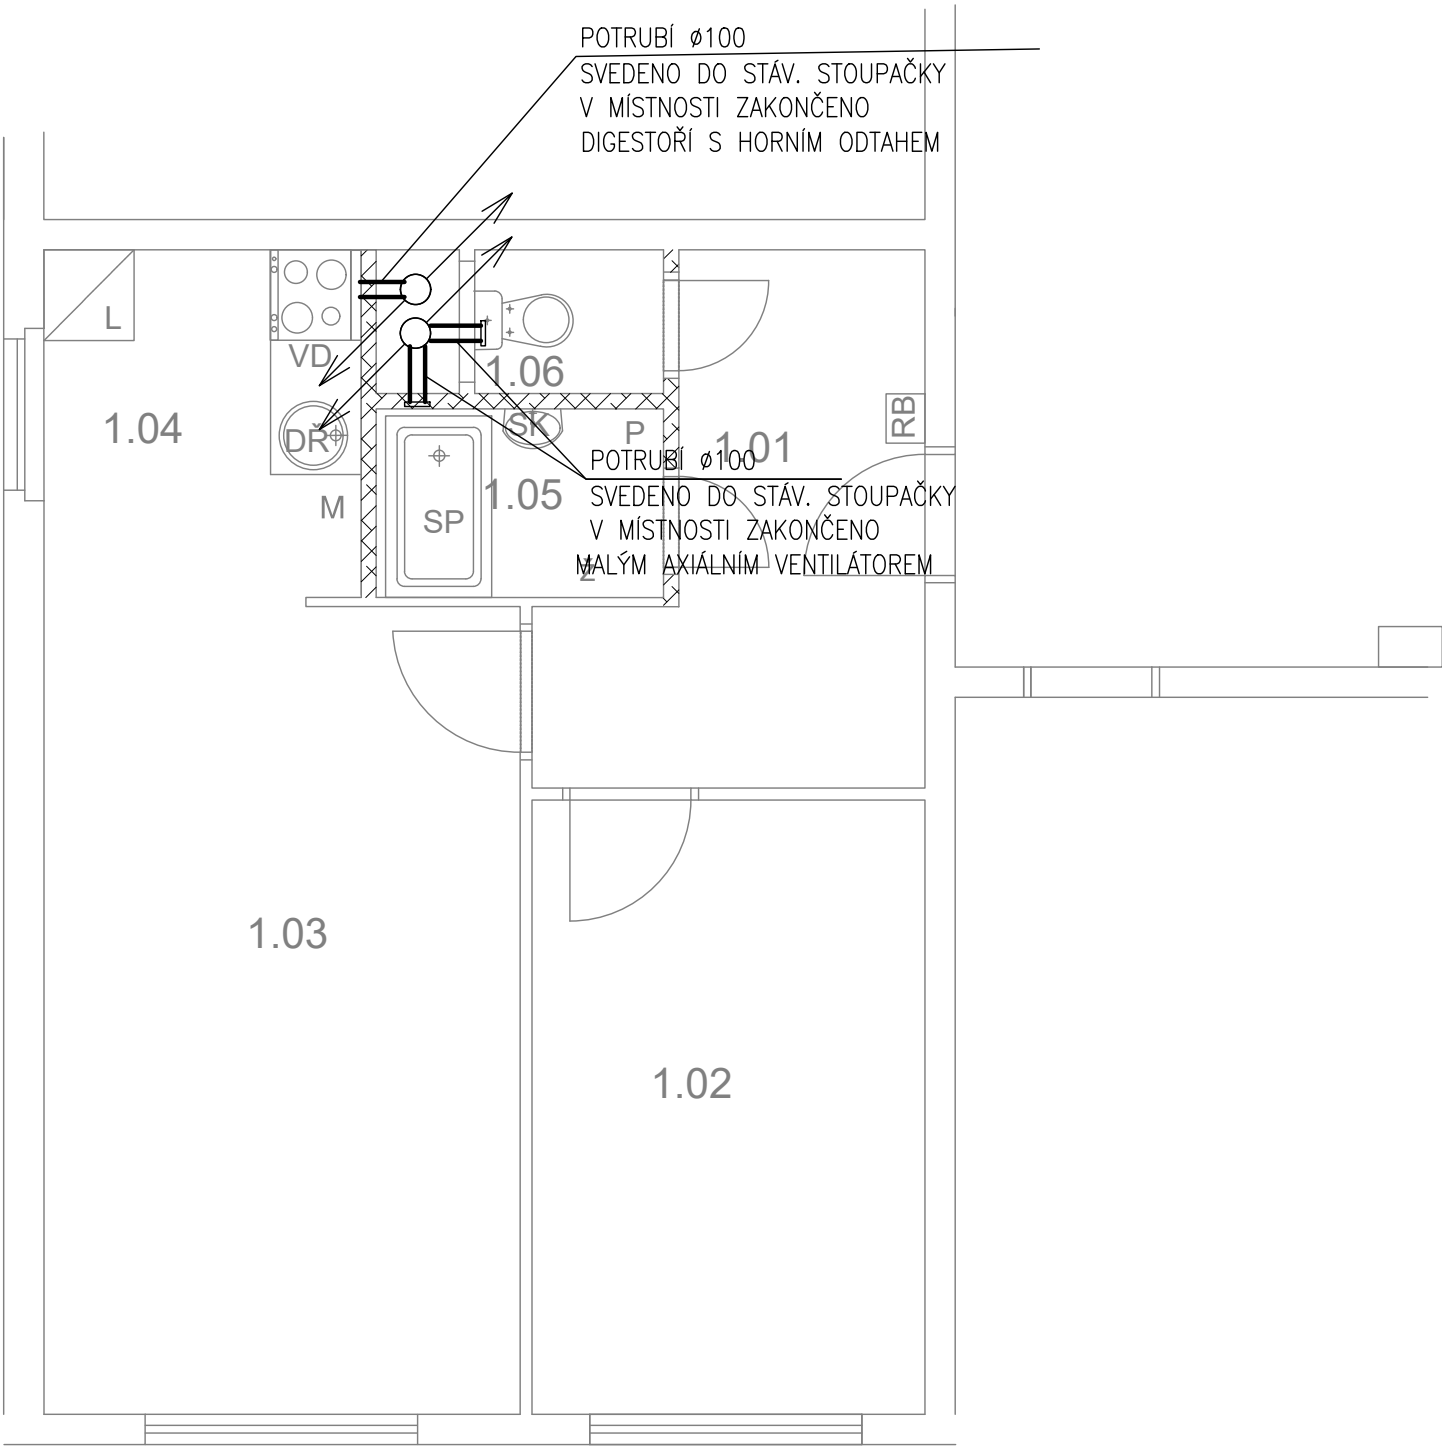 POTRUBÍ ø100
SVEDENO DO STÁV. STOUPAČKY
V MÍSTNOSTI ZAKONČENO
DIGESTOŘÍ S HORNÍM ODTAHEM
L
VD
1.06
1.04
DŘ
SK
P
1.01
RB
POTRUBÍ ø100
SVEDENO DO STÁV. STOUPAČKY
V MÍSTNOSTI ZAKONČENO
MALÝM AXIÁLNÍM VENTILÁTOREM
1.05
M
SP
Ž
1.03
1.02